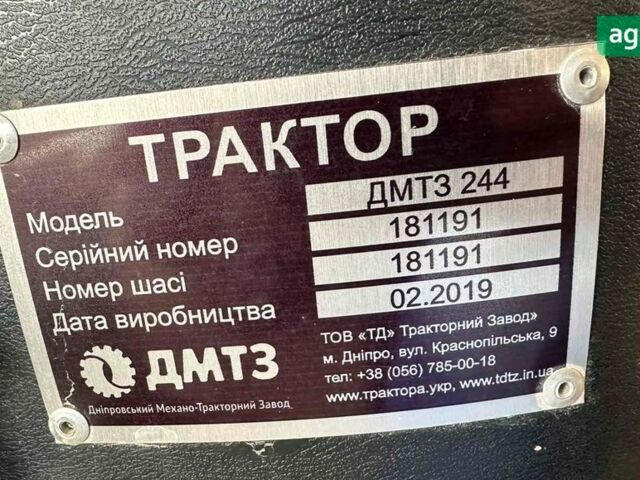 ag
ТРАКТОР
Модель ДМТЗ 244
Серійний номер 181191
Номер шасі 181191
Дата виробництва 02.2019
ДМТЗ
Дніпровський Механо-Тракторний Завод
ТОВ «ТД» Тракторний Завод»
м. Дніпро, вул. Краснопільська, 9
тел: +38 (056) 785-00-18
www.трактора.укр, www.tdtz.in.ua